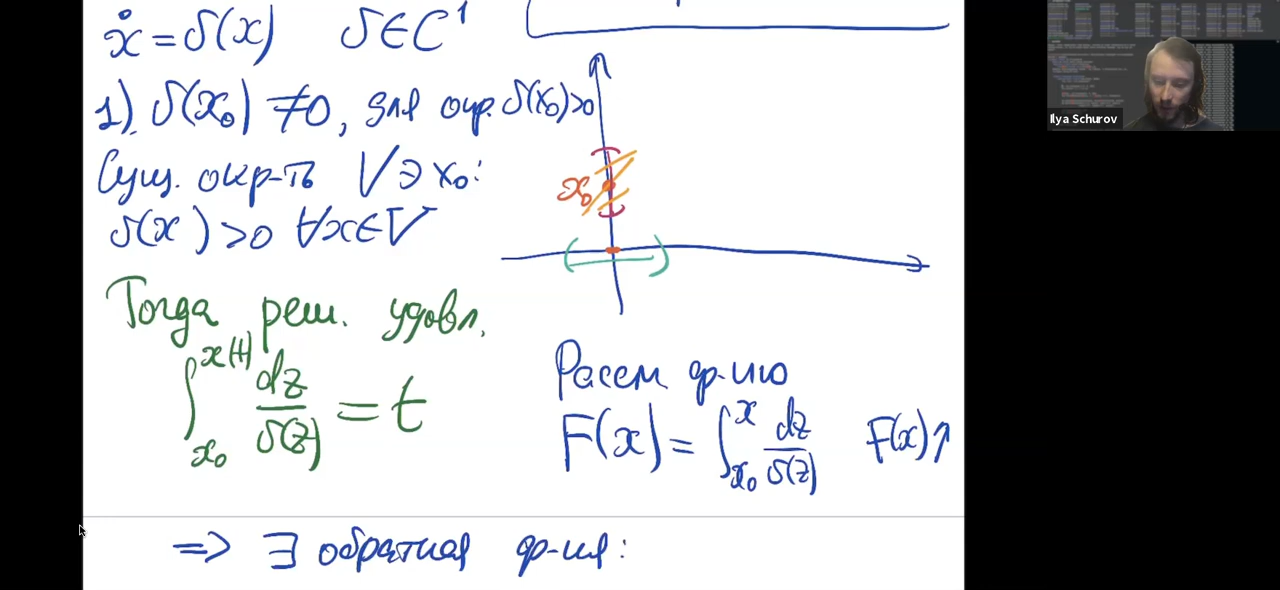 ẋ = f(x) f ∈ C¹
1). f(x₀) ≠ 0, для опр. f(x₀)>0
Сущ. окр-ть V ∋ x₀:
f(x) > 0 ∀x∈V
x₀
Тогда реш. удовл.
∫_{x₀}^{x(t)} dz/f(z) = t
Рассм ф-ию
F(x) = ∫_{x₀}^{x} dz/f(z) F(x)↑
=> ∃ обратная ф-ия:
Ilya Schurov